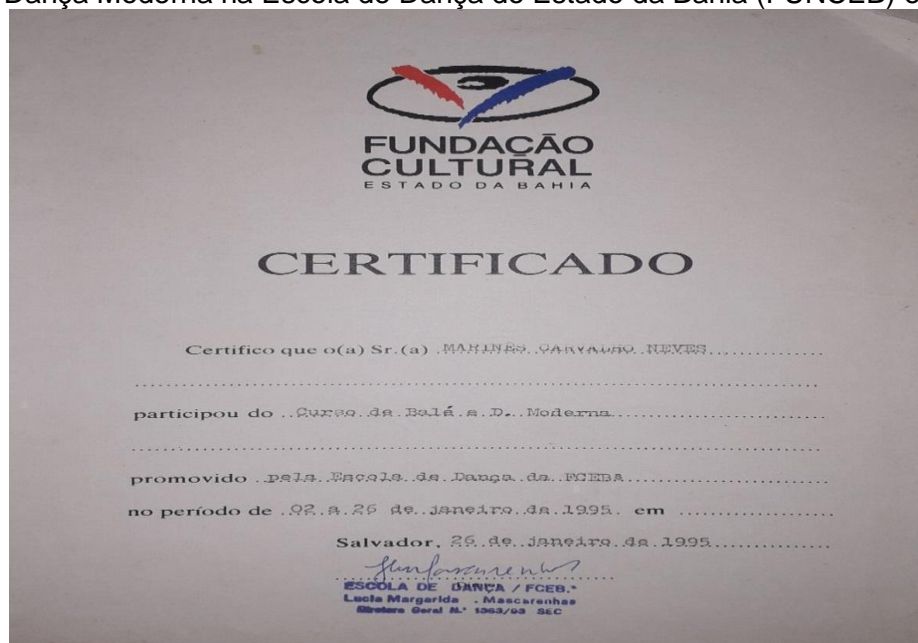 Dança Moderna na Escola de Dança do Estado da Bahia (FUNCEB)
FUNDAÇÃO
CULTURAL
ESTADO DA BAHIA
CERTIFICADO
Certifico que o(a) Sr.(a) MARINÊS CARVALHO NEVES
participou do Curso de Balé e D. Moderna
promovido pela Escola de Dança da FCEBA
no período de 02 a 26 de janeiro de 1995. em
Salvador, 26 de janeiro de 1995
ESCOLA DE DANÇA / FCEB.
Lucia Margarida Mascarenhas
Diretora Geral N.º 1363/93 SEC